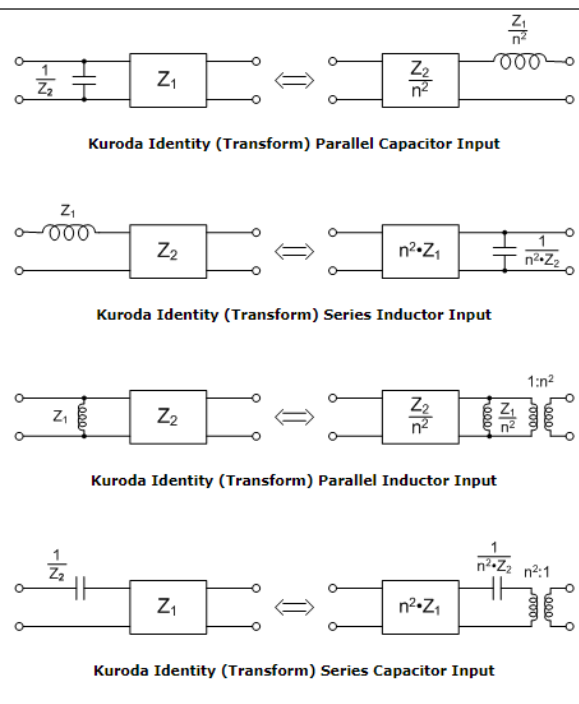 Z₁/n²
1/Z₂ Z₁ ⟺ Z₂/n²
Kuroda Identity (Transform) Parallel Capacitor Input
Z₁
Z₂ ⟺ n²•Z₁ 1/n²•Z₂
Kuroda Identity (Transform) Series Inductor Input
1:n²
Z₁ Z₂ ⟺ Z₂/n² Z₁/n²
Kuroda Identity (Transform) Parallel Inductor Input
1/Z₂ 1/n²•Z₂ n²:1
Z₁ ⟺ n²•Z₁
Kuroda Identity (Transform) Series Capacitor Input